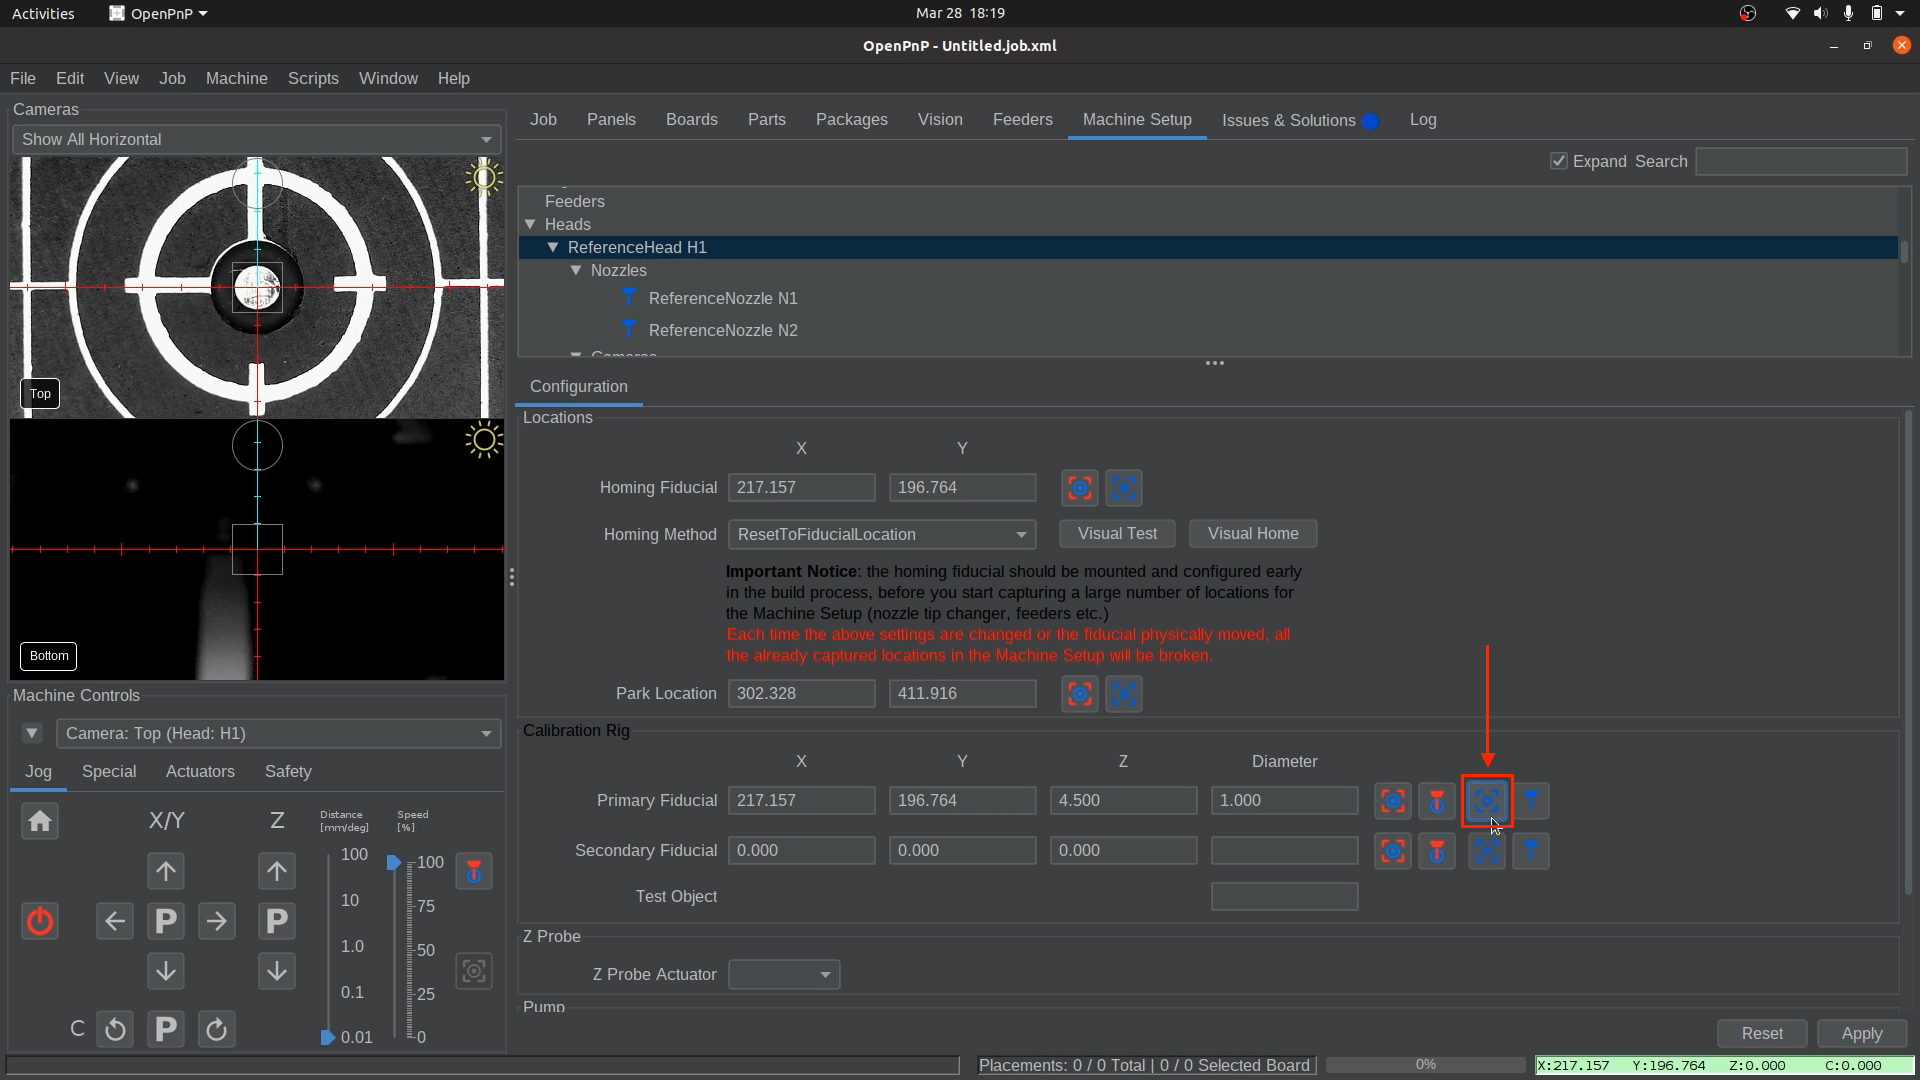 Activities OpenPnP Mar 28 18:19
OpenPnP - Untitled.job.xml
File Edit View Job Machine Scripts Window Help
Cameras
Show All Horizontal
Top
Bottom
Machine Controls
Camera: Top (Head: H1)
Jog Special Actuators Safety
X/Y Z Distance [mm/deg] Speed [%]
100 100
10 75
P P
1.0 50
0.1 25
C P 0.01 0
Job Panels Boards Parts Packages Vision Feeders Machine Setup Issues & Solutions Log
Expand Search
Feeders
Heads
ReferenceHead H1
Nozzles
ReferenceNozzle N1
ReferenceNozzle N2
Cameras
Configuration
Locations
X Y
Homing Fiducial 217.157 196.764
Homing Method ResetToFiducialLocation Visual Test Visual Home
Important Notice: the homing fiducial should be mounted and configured early
in the build process, before you start capturing a large number of locations for
the Machine Setup (nozzle tip changer, feeders etc.)
Each time the above settings are changed or the fiducial physically moved, all
the already captured locations in the Machine Setup will be broken.
Park Location 302.328 411.916
Calibration Rig
X Y Z Diameter
Primary Fiducial 217.157 196.764 4.500 1.000
Secondary Fiducial 0.000 0.000 0.000
Test Object
Z Probe
Z Probe Actuator
Pump
Reset Apply
Placements: 0 / 0 Total | 0 / 0 Selected Board 0% X:217.157 Y:196.764 Z:0.000 C:0.000